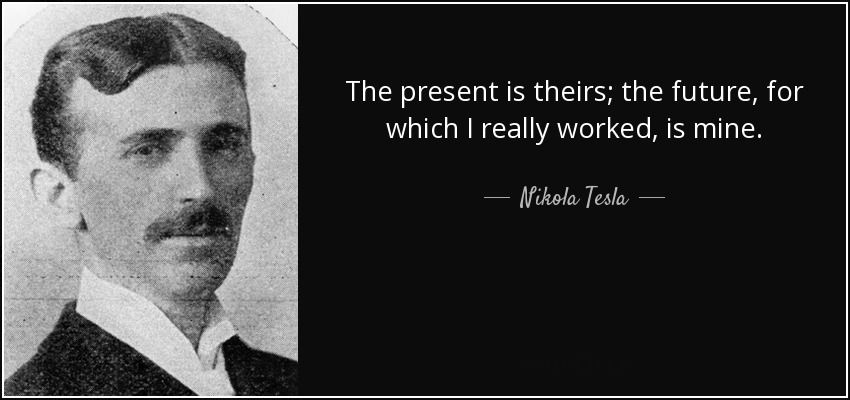 The present is theirs; the future, for
which I really worked, is mine.
Nikola Tesla